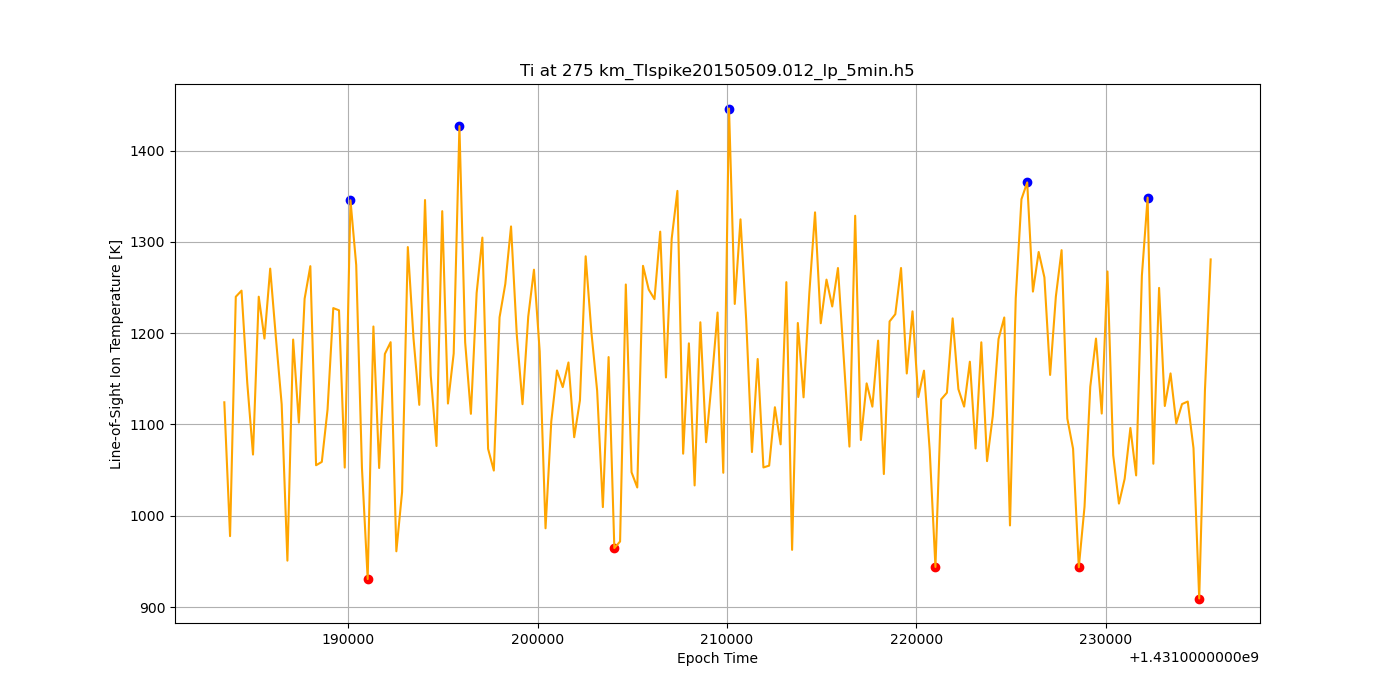 Ti at 275 km_TIspike20150509.012_lp_5min.h5
Line-of-Sight Ion Temperature [K]
1400
1300
1200
1100
1000
900
190000
200000
210000
220000
230000
Epoch Time
+1.4310000000e9